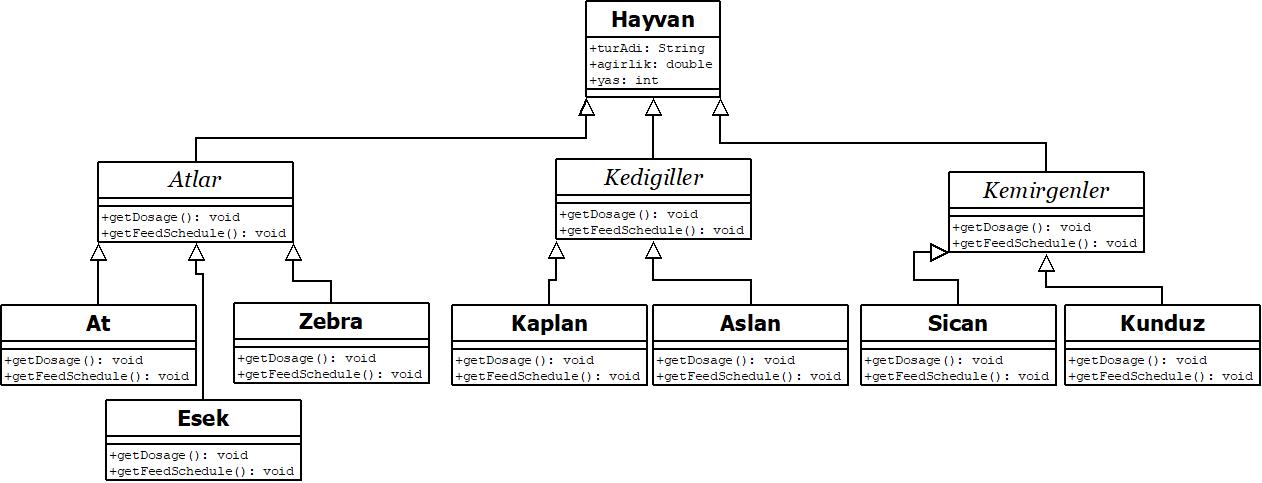 Hayvan
+turAdi: String
+agirlik: double
+yas: int
Atlar
+getDosage(): void
+getFeedSchedule(): void
Kedigiller
+getDosage(): void
+getFeedSchedule(): void
Kemirgenler
+getDosage(): void
+getFeedSchedule(): void
At
+getDosage(): void
+getFeedSchedule(): void
Zebra
+getDosage(): void
+getFeedSchedule(): void
Kaplan
+getDosage(): void
+getFeedSchedule(): void
Aslan
+getDosage(): void
+getFeedSchedule(): void
Sican
+getDosage(): void
+getFeedSchedule(): void
Kunduz
+getDosage(): void
+getFeedSchedule(): void
Esek
+getDosage(): void
+getFeedSchedule(): void